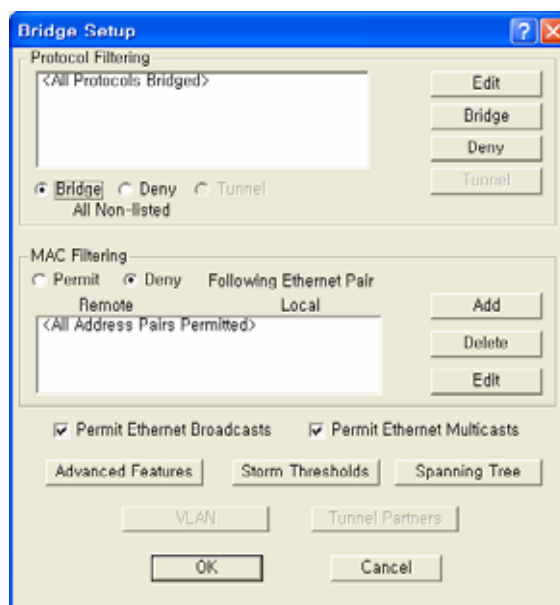 Bridge Setup
Protocol Filtering
<All Protocols Bridged>
Edit
Bridge
Deny
Tunnel
Bridge Deny Tunnel
All Non-listed
MAC Filtering
Permit Deny Following Ethernet Pair
Remote Local
<All Address Pairs Permitted>
Add
Delete
Edit
Permit Ethernet Broadcasts Permit Ethernet Multicasts
Advanced Features Storm Thresholds Spanning Tree
VLAN Tunnel Partners
OK Cancel